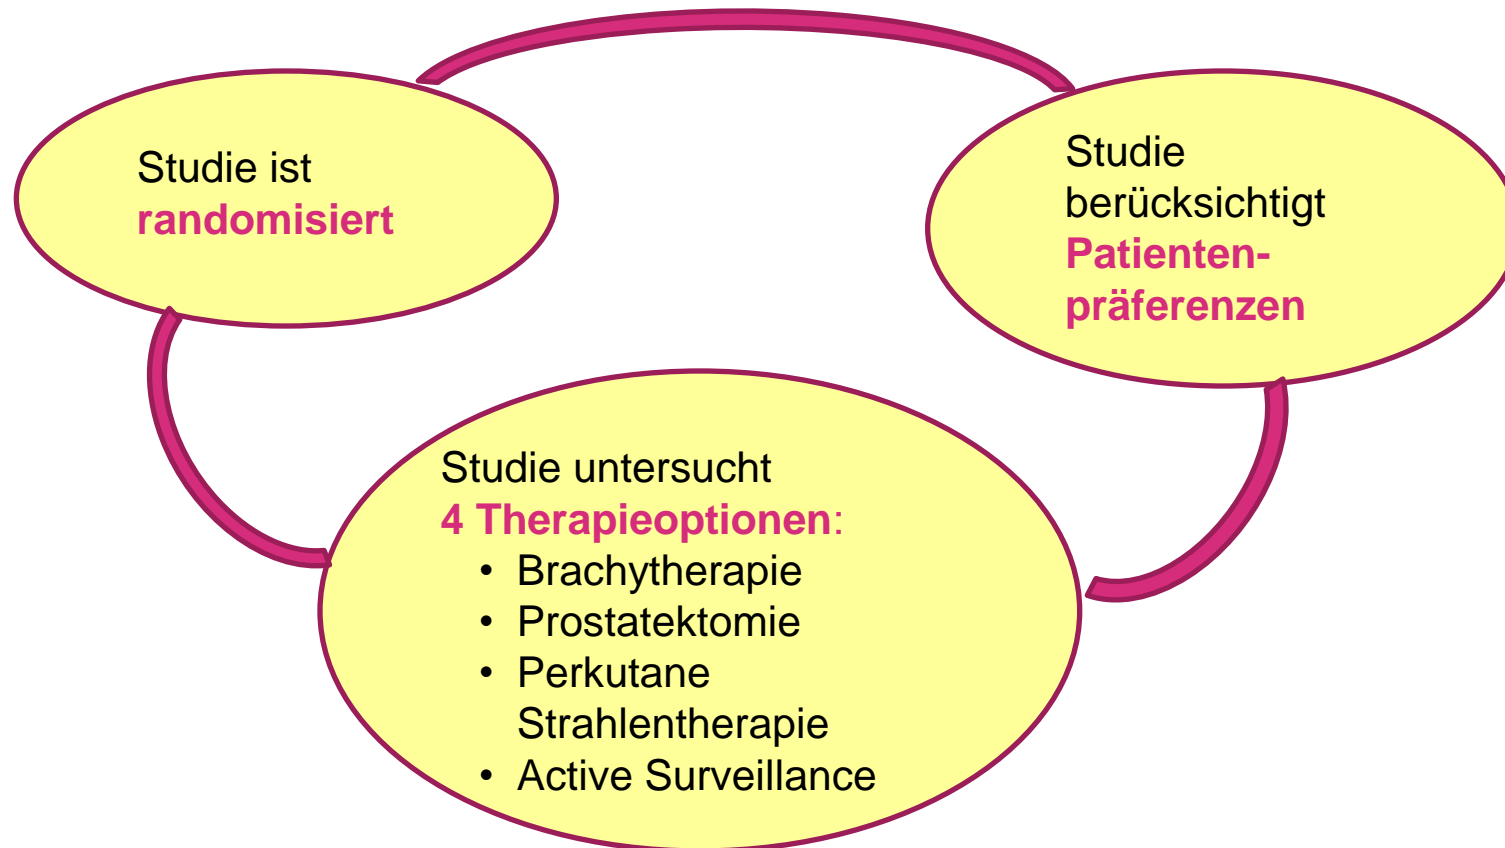 Studie ist
randomisiert
Studie
berücksichtigt
Patienten-
präferenzen
Studie untersucht
4 Therapieoptionen:
• Brachytherapie
• Prostatektomie
• Perkutane
Strahlentherapie
• Active Surveillance